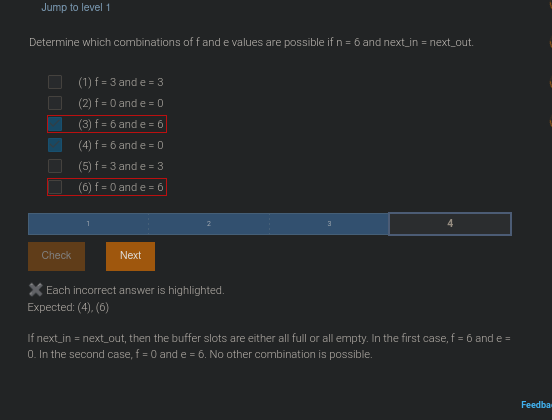 Jump to level 1
Determine which combinations of f and e values are possible if n = 6 and next_in = next_out.
(1) f = 3 and e = 3
(2) f = 0 and e = 0
(3) f = 6 and e = 6
(4) f = 6 and e = 0
(5) f = 3 and e = 3
(6) f = 0 and e = 6
1 2 3 4
Check Next
Each incorrect answer is highlighted.
Expected: (4), (6)
If next_in = next_out, then the buffer slots are either all full or all empty. In the first case, f = 6 and e =
0. In the second case, f = 0 and e = 6. No other combination is possible.